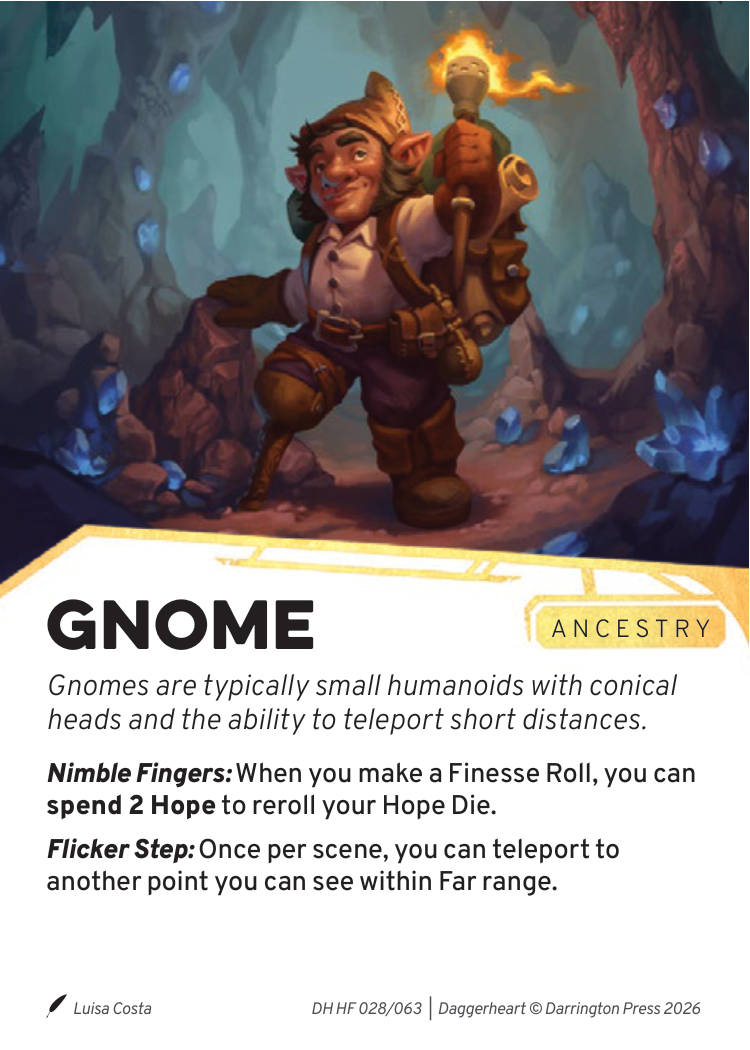 GNOME
ANCESTRY
Gnomes are typically small humanoids with conical
heads and the ability to teleport short distances.
Nimble Fingers: When you make a Finesse Roll, you can
spend 2 Hope to reroll your Hope Die.
Flicker Step: Once per scene, you can teleport to
another point you can see within Far range.
Luisa Costa
DH HF 028/063 | Daggerheart © Darrington Press 2026